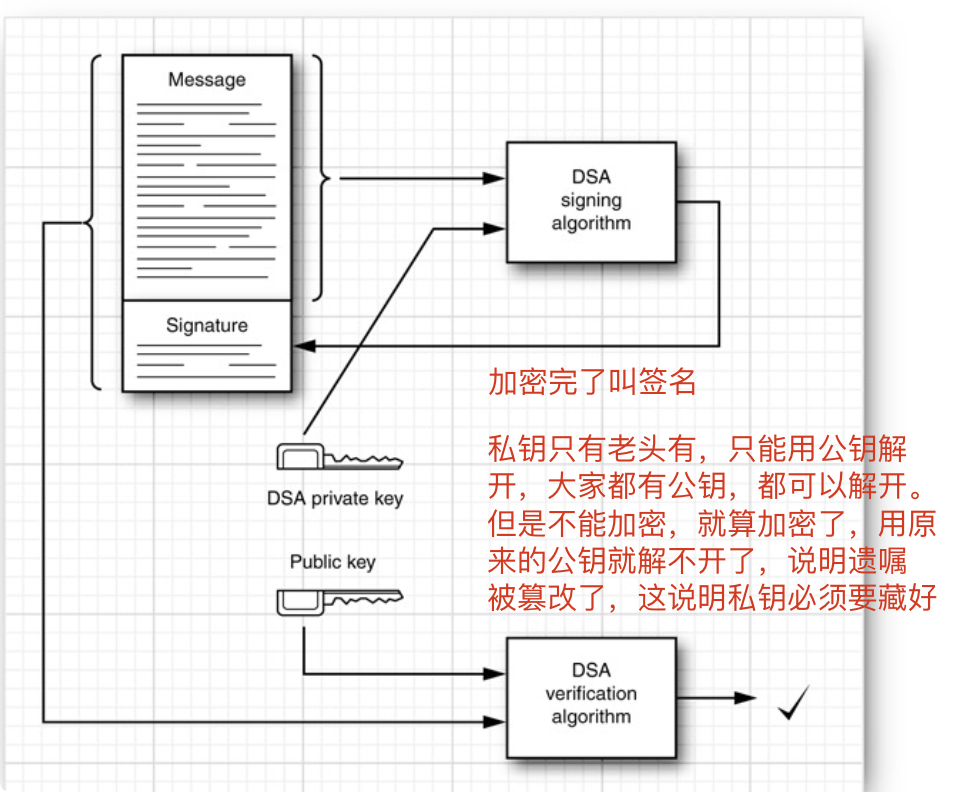 Message
DSA
signing
algorithm
Signature
加密完了叫签名
私钥只有老头有，只能用公钥解
开，大家都有公钥，都可以解开。
但是不能加密，就算加密了，用原
来的公钥就解不开了，说明遗嘱
被篡改了，这说明私钥必须要藏好
DSA private key
Public key
DSA
verification
algorithm